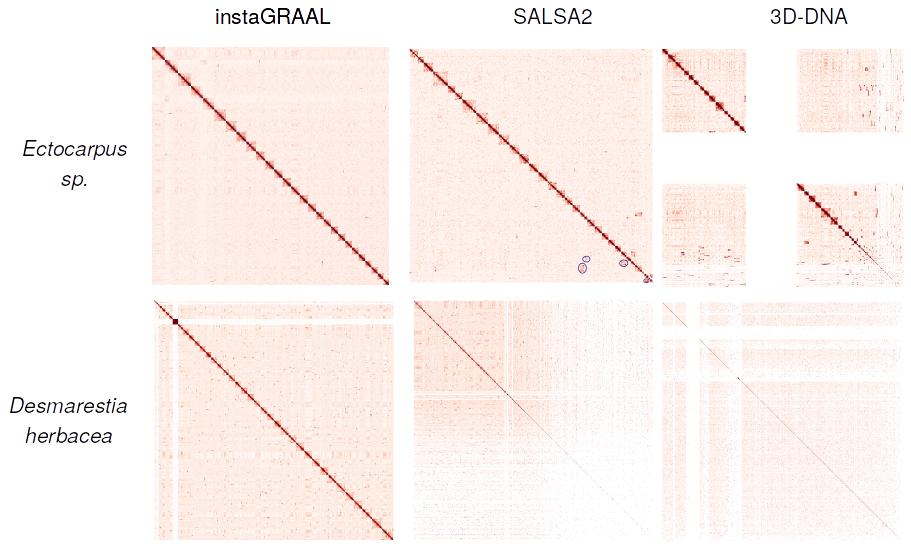 instaGRAAL SALSA2 3D-DNA
Ectocarpus
sp.
Desmarestia
herbacea